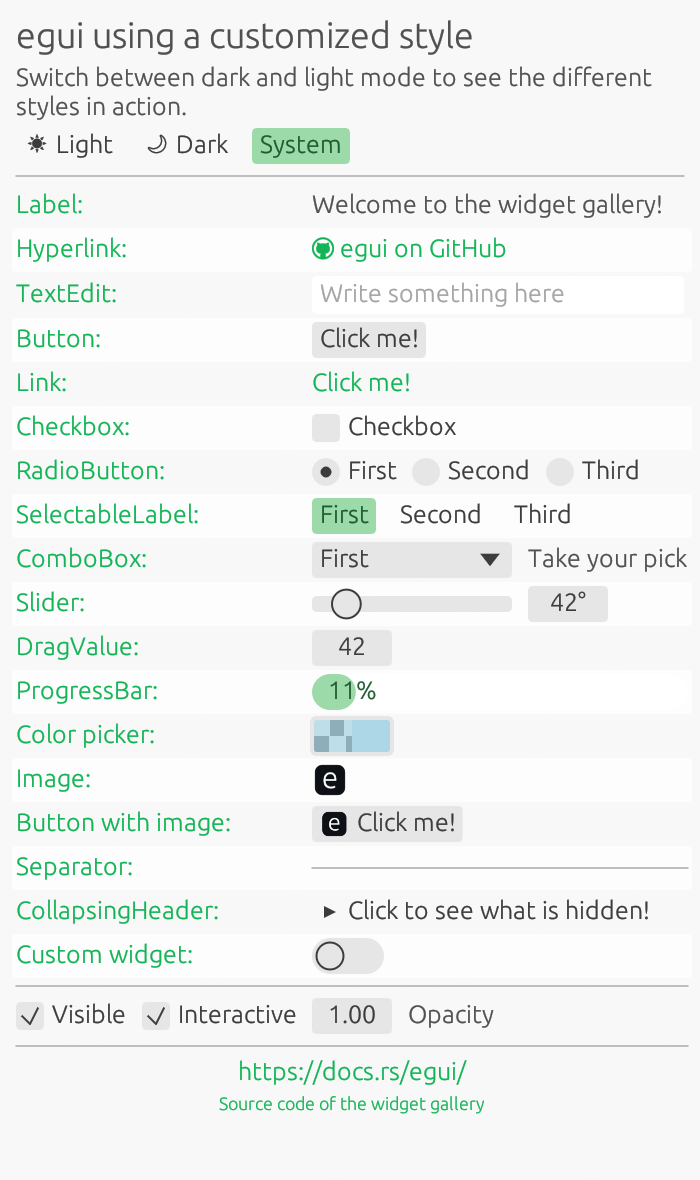 egui using a customized style
Switch between dark and light mode to see the different
styles in action.
☀ Light 🌙 Dark System
Label: Welcome to the widget gallery!
Hyperlink: egui on GitHub
TextEdit: Write something here
Button: Click me!
Link: Click me!
Checkbox: Checkbox
RadioButton: First Second Third
SelectableLabel: First Second Third
ComboBox: First Take your pick
Slider: 42°
DragValue: 42
ProgressBar: 11%
Color picker:
Image: e
Button with image: e Click me!
Separator:
CollapsingHeader: Click to see what is hidden!
Custom widget:
Visible Interactive 1.00 Opacity
https://docs.rs/egui/
Source code of the widget gallery